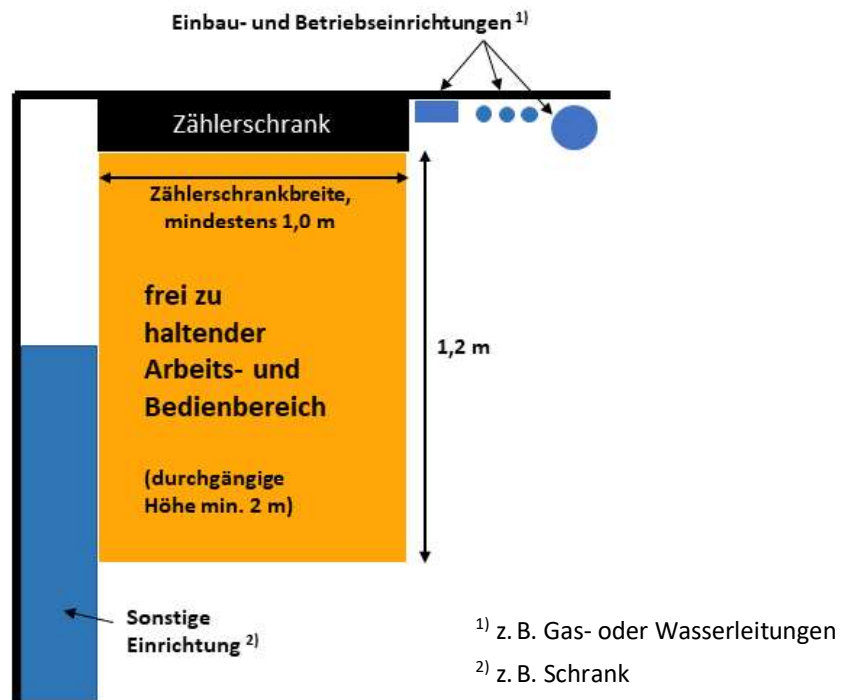 Einbau- und Betriebseinrichtungen 1)
Zählerschrank
Zählerschrankbreite,
mindestens 1,0 m
frei zu
haltender
Arbeits- und
Bedienbereich
1,2 m
(durchgängige
Höhe min. 2 m)
Sonstige
Einrichtung 2)
1) z. B. Gas- oder Wasserleitungen
2) z. B. Schrank